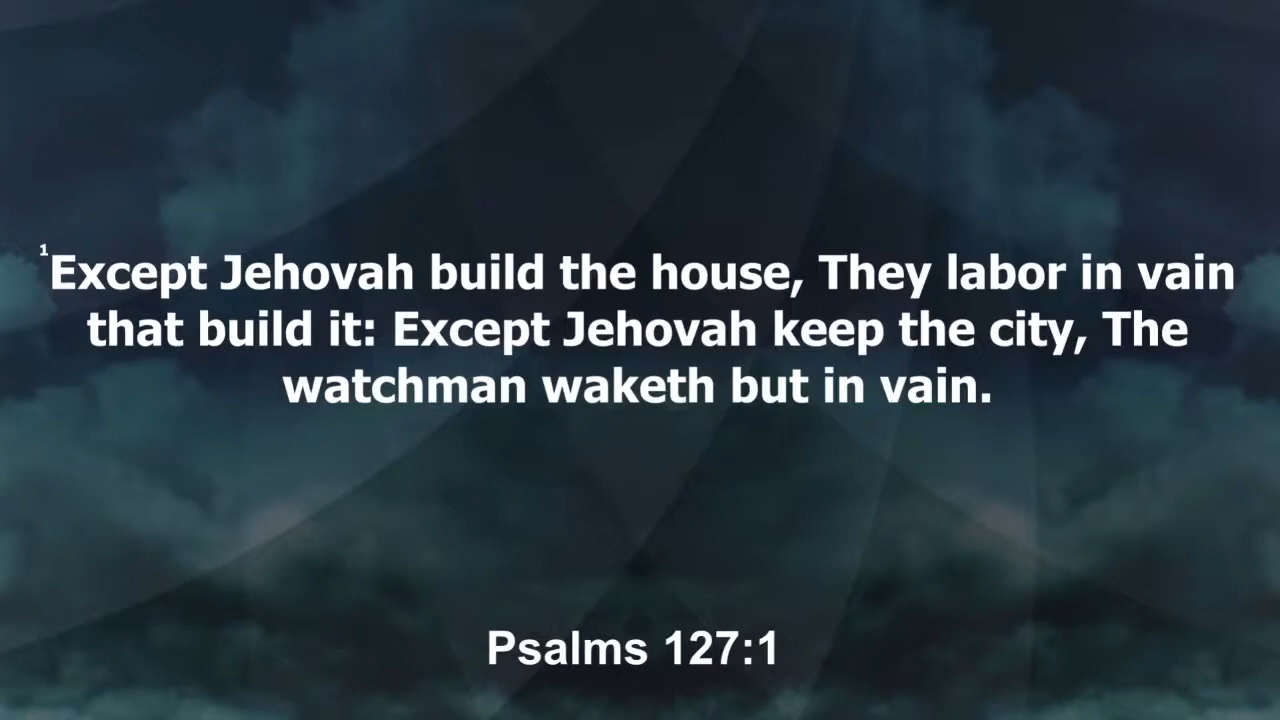 ¹Except Jehovah build the house, They labor in vain
that build it: Except Jehovah keep the city, The
watchman waketh but in vain.
Psalms 127:1